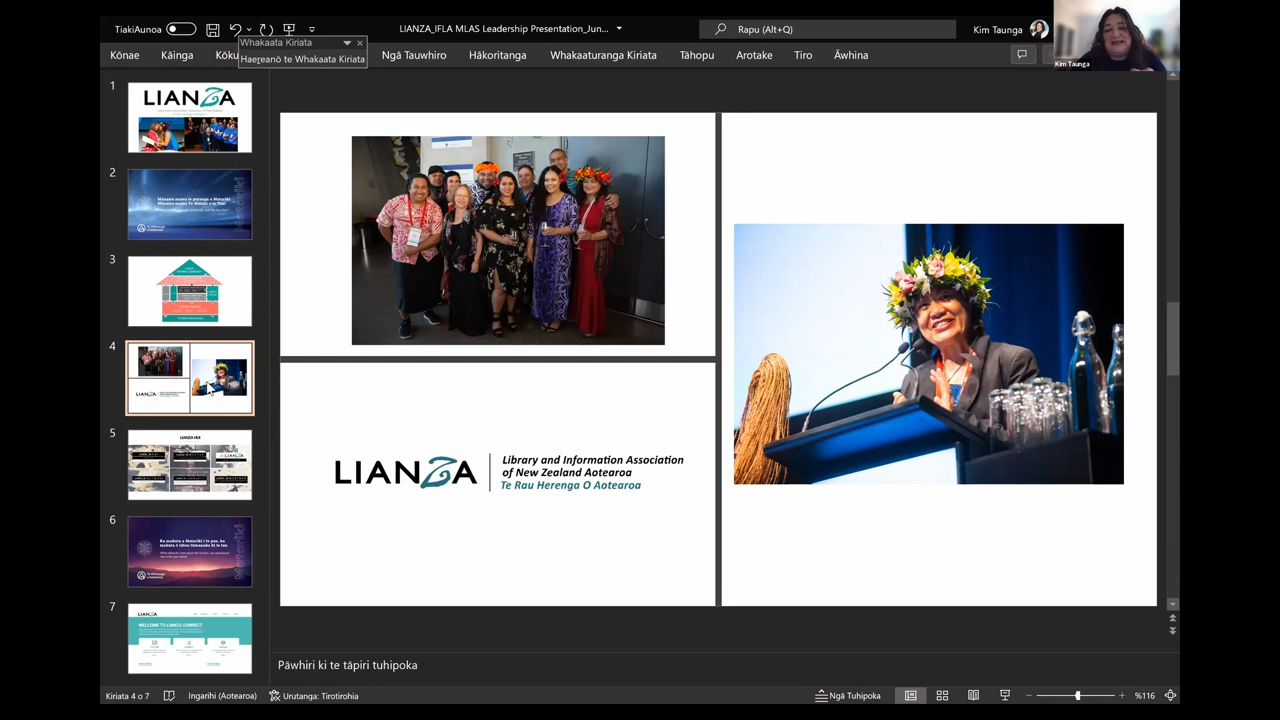 TiakiAunoa
LIANZA_IFLA MLAS Leadership Presentation_Jun...
Rapu (Alt+Q)
Kim Taunga
Kim Taunga
Whakaata Kiriata
Haereano te Whakaata Kiriata
Kōnae
Kāinga
Kōku
Ngā Tauwhiro
Hākoritanga
Whakaaturanga Kiriata
Tāhopu
Arotake
Tiro
Āwhina
1
LIANZA
2
3
4
LIANZA
5
LIANZA HUI
6
7
LIANZA
WELCOME TO LIANZA CONNECT
LIANZA
Library and Information Association
of New Zealand Aotearoa
Te Rau Herenga O Aotearoa
Pāwhiri ki te tāpiri tuhipoka
Kiriata 4 o 7
Ingarihi (Aotearoa)
Urutanga: Tirotirohia
Ngā Tuhipoka
%116